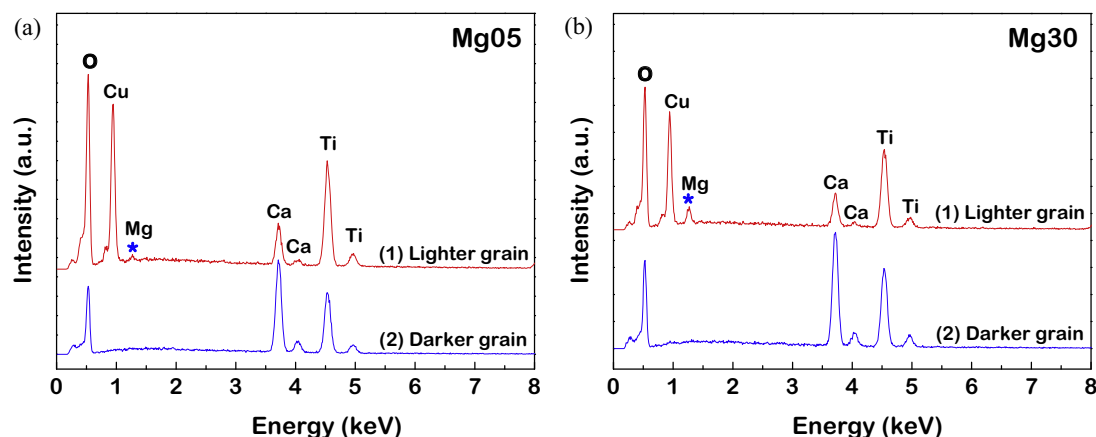 (a)
Mg05
O
Cu
Mg
*
Ca
Ca
Ti
Ti
(1) Lighter grain
(2) Darker grain
Intensity (a.u.)
0 1 2 3 4 5 6 7 8
Energy (keV)
(b)
Mg30
O
Cu
Mg
*
Ca
Ca
Ti
Ti
(1) Lighter grain
(2) Darker grain
Intensity (a.u.)
0 1 2 3 4 5 6 7 8
Energy (keV)